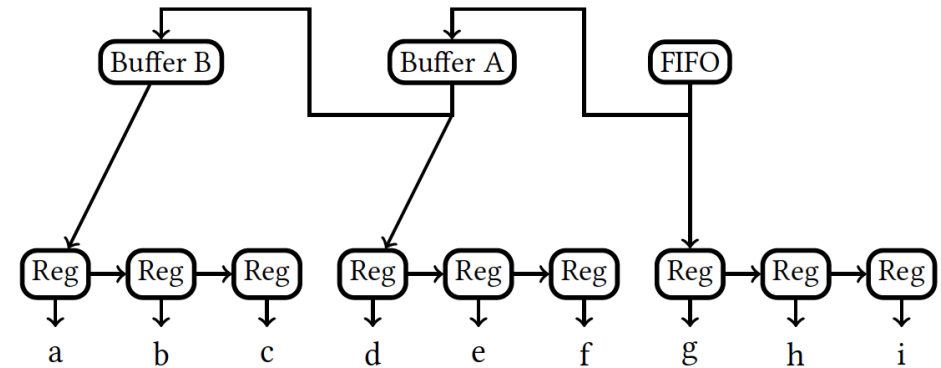 Buffer B Buffer A FIFO
Reg Reg Reg Reg Reg Reg Reg Reg Reg
a b c d e f g h i